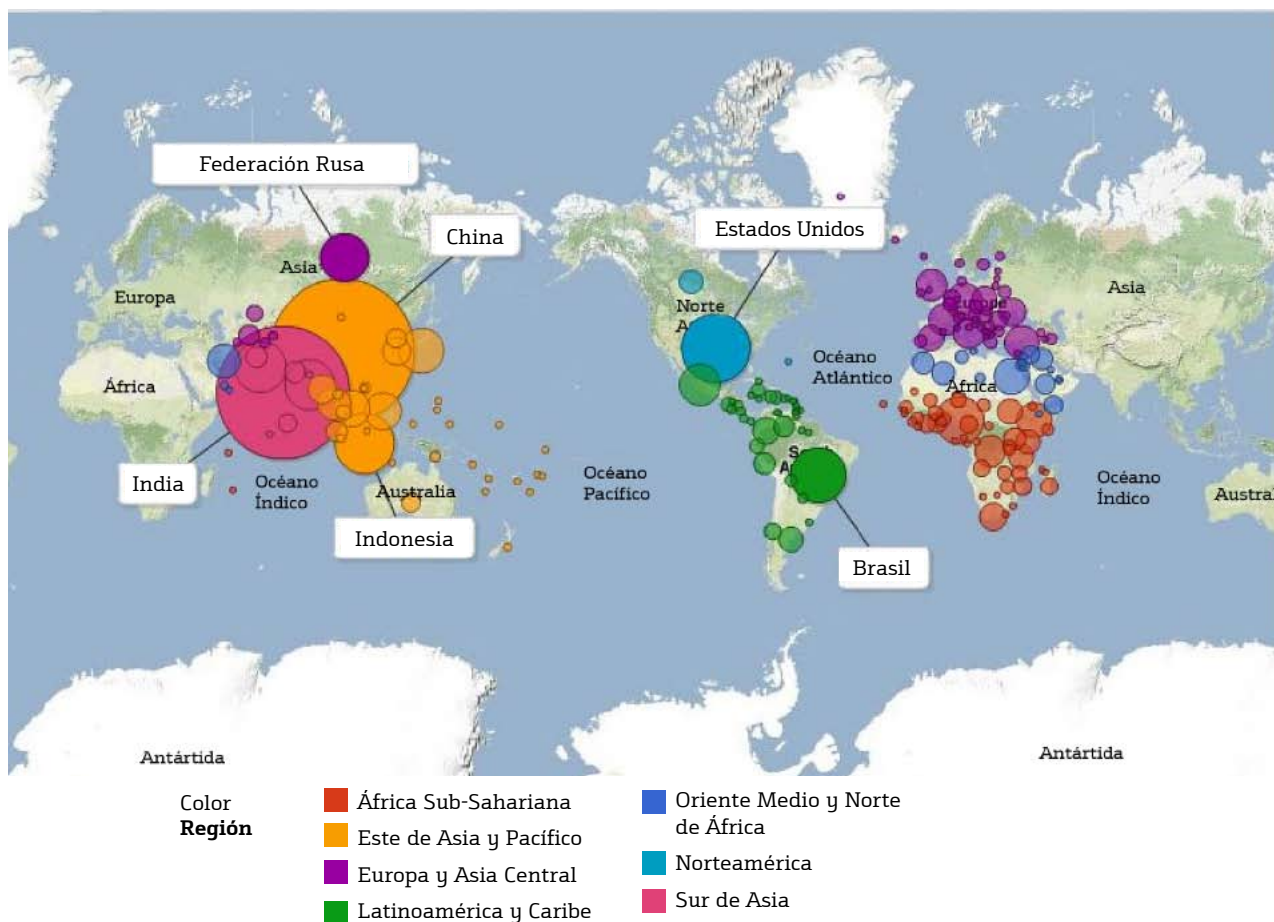 Federación Rusa
China
Estados Unidos
Asia
Europa
Norte
Asia
Océano
Atlántico
África
África
India
Océano
Índico
Australia
Océano
Pacífico
Océano
Índico
Indonesia
Brasil
Antártida
Antártida
Color
Región
África Sub-Sahariana
Este de Asia y Pacífico
Europa y Asia Central
Latinoamérica y Caribe
Oriente Medio y Norte
de África
Norteamérica
Sur de Asia